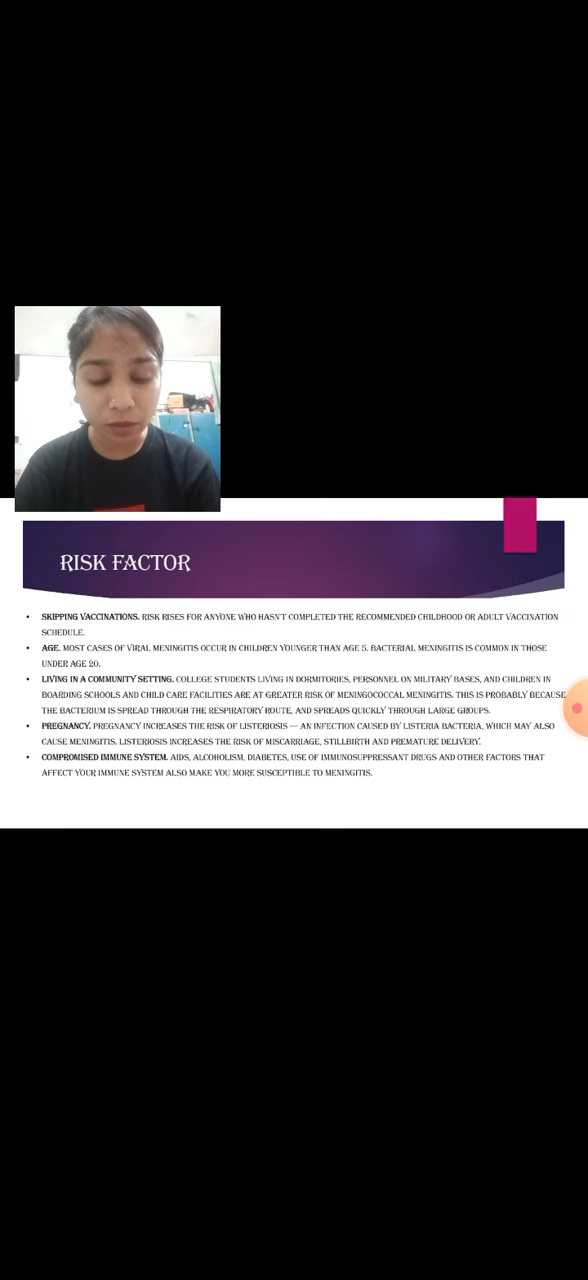 RISK FACTOR
• SKIPPING VACCINATIONS. RISK RISES FOR ANYONE WHO HASN'T COMPLETED THE RECOMMENDED CHILDHOOD OR ADULT VACCINATION
SCHEDULE.
• AGE. MOST CASES OF VIRAL MENINGITIS OCCUR IN CHILDREN YOUNGER THAN AGE 5. BACTERIAL MENINGITIS IS COMMON IN THOSE
UNDER AGE 20.
• LIVING IN A COMMUNITY SETTING. COLLEGE STUDENTS LIVING IN DORMITORIES, PERSONNEL ON MILITARY BASES, AND CHILDREN IN
BOARDING SCHOOLS AND CHILD CARE FACILITIES ARE AT GREATER RISK OF MENINGOCOCCAL MENINGITIS. THIS IS PROBABLY BECAUSE
THE BACTERIUM IS SPREAD THROUGH THE RESPIRATORY ROUTE, AND SPREADS QUICKLY THROUGH LARGE GROUPS.
• PREGNANCY. PREGNANCY INCREASES THE RISK OF LISTERIOSIS — AN INFECTION CAUSED BY LISTERIA BACTERIA, WHICH MAY ALSO
CAUSE MENINGITIS. LISTERIOSIS INCREASES THE RISK OF MISCARRIAGE, STILLBIRTH AND PREMATURE DELIVERY.
• COMPROMISED IMMUNE SYSTEM. AIDS, ALCOHOLISM, DIABETES, USE OF IMMUNOSUPPRESSANT DRUGS AND OTHER FACTORS THAT
AFFECT YOUR IMMUNE SYSTEM ALSO MAKE YOU MORE SUSCEPTIBLE TO MENINGITIS.